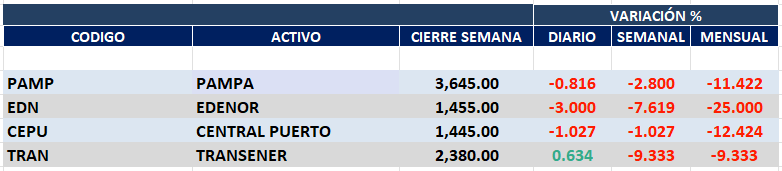 VARIACIÓN %
CODIGO ACTIVO CIERRE SEMANA DIARIO SEMANAL MENSUAL
PAMP PAMPA 3,645.00 -0.816 -2.800 -11.422
EDN EDENOR 1,455.00 -3.000 -7.619 -25.000
CEPU CENTRAL PUERTO 1,445.00 -1.027 -1.027 -12.424
TRAN TRANSENER 2,380.00 0.634 -9.333 -9.333